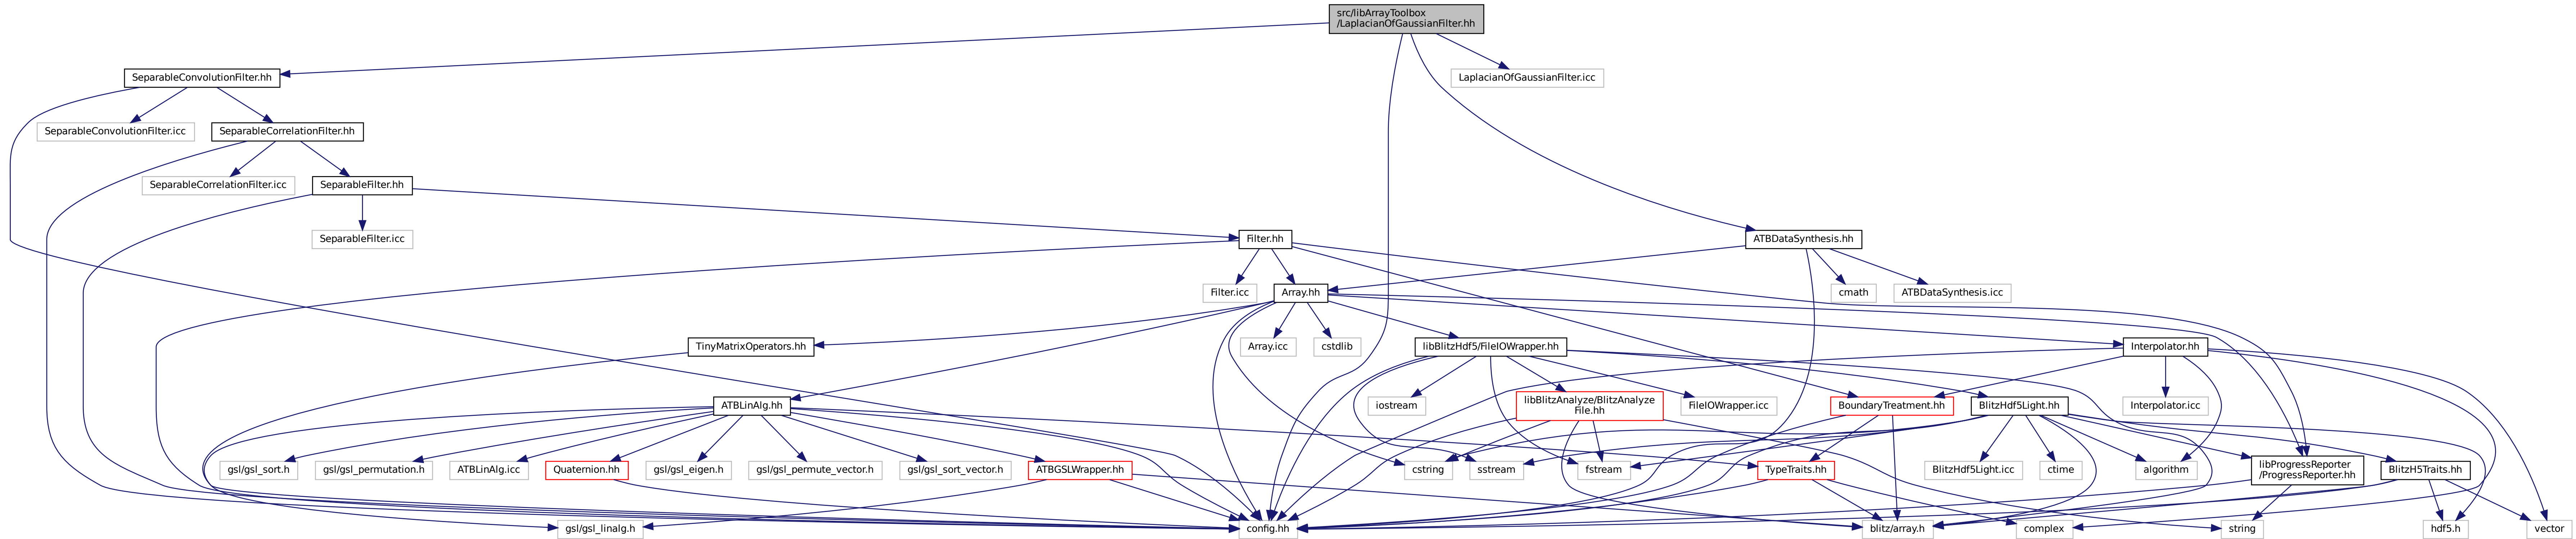 src/libArrayToolbox
/LaplacianOfGaussianFilter.hh
SeparableConvolutionFilter.hh
LaplacianOfGaussianFilter.icc
SeparableConvolutionFilter.icc
SeparableCorrelationFilter.hh
SeparableCorrelationFilter.icc
SeparableFilter.hh
SeparableFilter.icc
Filter.hh
ATBDataSynthesis.hh
Filter.icc
Array.hh
cmath
ATBDataSynthesis.icc
TinyMatrixOperators.hh
Array.icc
cstdlib
libBlitzHdf5/FileIOWrapper.hh
Interpolator.hh
ATBLinAlg.hh
iostream
libBlitzAnalyze/BlitzAnalyze
File.hh
FileIOWrapper.icc
BoundaryTreatment.hh
BlitzHdf5Light.hh
Interpolator.icc
gsl/gsl_sort.h
gsl/gsl_permutation.h
ATBLinAlg.icc
Quaternion.hh
gsl/gsl_eigen.h
gsl/gsl_permute_vector.h
gsl/gsl_sort_vector.h
ATBGSLWrapper.hh
cstring
sstream
fstream
TypeTraits.hh
BlitzHdf5Light.icc
ctime
algorithm
libProgressReporter
/ProgressReporter.hh
BlitzH5Traits.hh
gsl/gsl_linalg.h
config.hh
blitz/array.h
complex
string
hdf5.h
vector